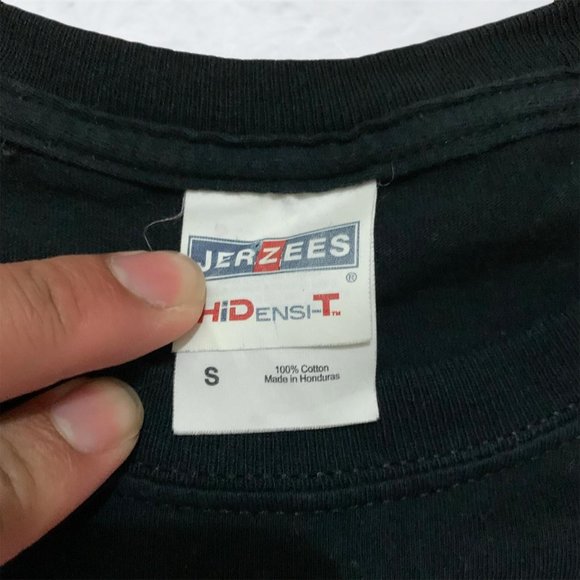 JERZEES
®
HiDENSI-T™
S
100% Cotton
Made in Honduras